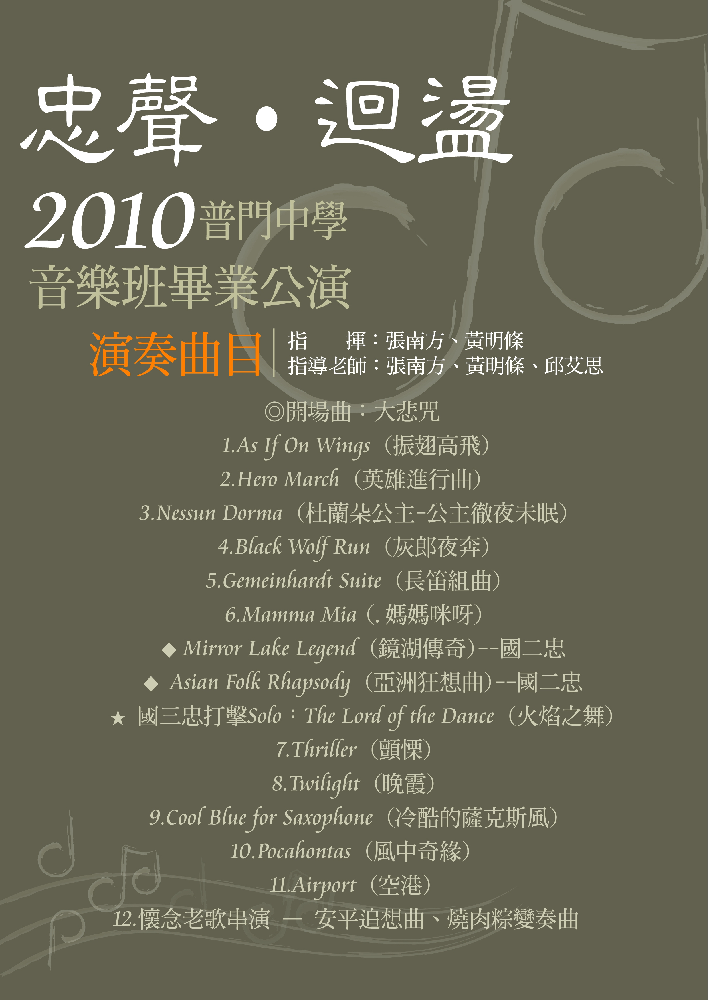 忠聲・迴盪
2010普門中學
音樂班畢業公演
演奏曲目
指　　揮：張南方、黃明條
指導老師：張南方、黃明條、邱艾思
◎開場曲：大悲咒
1.As If On Wings（振翅高飛）
2.Hero March（英雄進行曲）
3.Nessun Dorma（杜蘭朵公主-公主徹夜未眠）
4.Black Wolf Run（灰郎夜奔）
5.Gemeinhardt Suite（長笛組曲）
6.Mamma Mia（. 媽媽咪呀）
◆ Mirror Lake Legend（鏡湖傳奇）--國二忠
◆ Asian Folk Rhapsody（亞洲狂想曲）--國二忠
★ 國三忠打擊Solo：The Lord of the Dance（火焰之舞）
7.Thriller（顫慄）
8.Twilight（晚霞）
9.Cool Blue for Saxophone（冷酷的薩克斯風）
10.Pocahontas（風中奇緣）
11.Airport（空港）
12.懷念老歌串演 — 安平追想曲、燒肉粽變奏曲